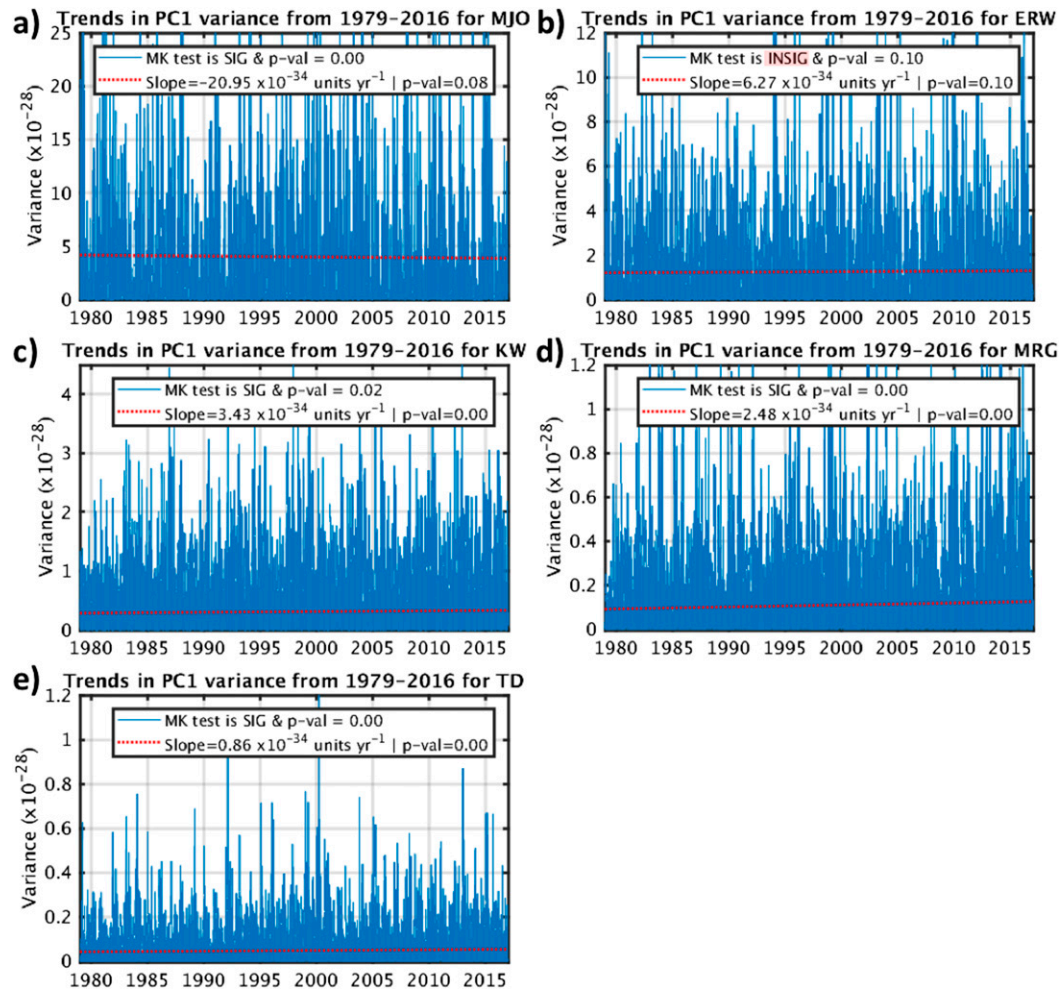 a) Trends in PC1 variance from 1979–2016 for MJO
25
20
15
10
5
0
Variance (x10⁻²⁸)
MK test is SIG & p-val = 0.00
Slope=−20.95 x10⁻³⁴ units yr⁻¹ | p-val=0.08
1980 1985 1990 1995 2000 2005 2010 2015
b) Trends in PC1 variance from 1979–2016 for ERW
12
10
8
6
4
2
0
Variance (x10⁻²⁸)
MK test is INSIG & p-val = 0.10
Slope=6.27 x10⁻³⁴ units yr⁻¹ | p-val=0.10
1980 1985 1990 1995 2000 2005 2010 2015
c) Trends in PC1 variance from 1979–2016 for KW
4
3
2
1
0
Variance (x10⁻²⁸)
MK test is SIG & p-val = 0.02
Slope=3.43 x10⁻³⁴ units yr⁻¹ | p-val=0.00
1980 1985 1990 1995 2000 2005 2010 2015
d) Trends in PC1 variance from 1979–2016 for MRG
1.2
1
0.8
0.6
0.4
0.2
0
Variance (x10⁻²⁸)
MK test is SIG & p-val = 0.00
Slope=2.48 x10⁻³⁴ units yr⁻¹ | p-val=0.00
1980 1985 1990 1995 2000 2005 2010 2015
e) Trends in PC1 variance from 1979–2016 for TD
1.2
1
0.8
0.6
0.4
0.2
0
Variance (x10⁻²⁸)
MK test is SIG & p-val = 0.00
Slope=0.86 x10⁻³⁴ units yr⁻¹ | p-val=0.00
1980 1985 1990 1995 2000 2005 2010 2015